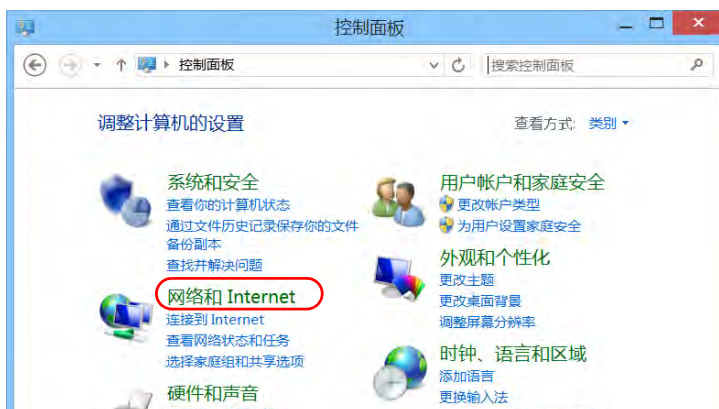 控制面板
控制面板
搜索控制面板
调整计算机的设置
查看方式: 类别
系统和安全
查看你的计算机状态
通过文件历史记录保存你的文件
备份副本
查找并解决问题
网络和 Internet
连接到 Internet
查看网络状态和任务
选择家庭组和共享选项
硬件和声音
用户帐户和家庭安全
更改帐户类型
为用户设置家庭安全
外观和个性化
更改主题
更改桌面背景
调整屏幕分辨率
时钟、语言和区域
添加语言
更换输入法